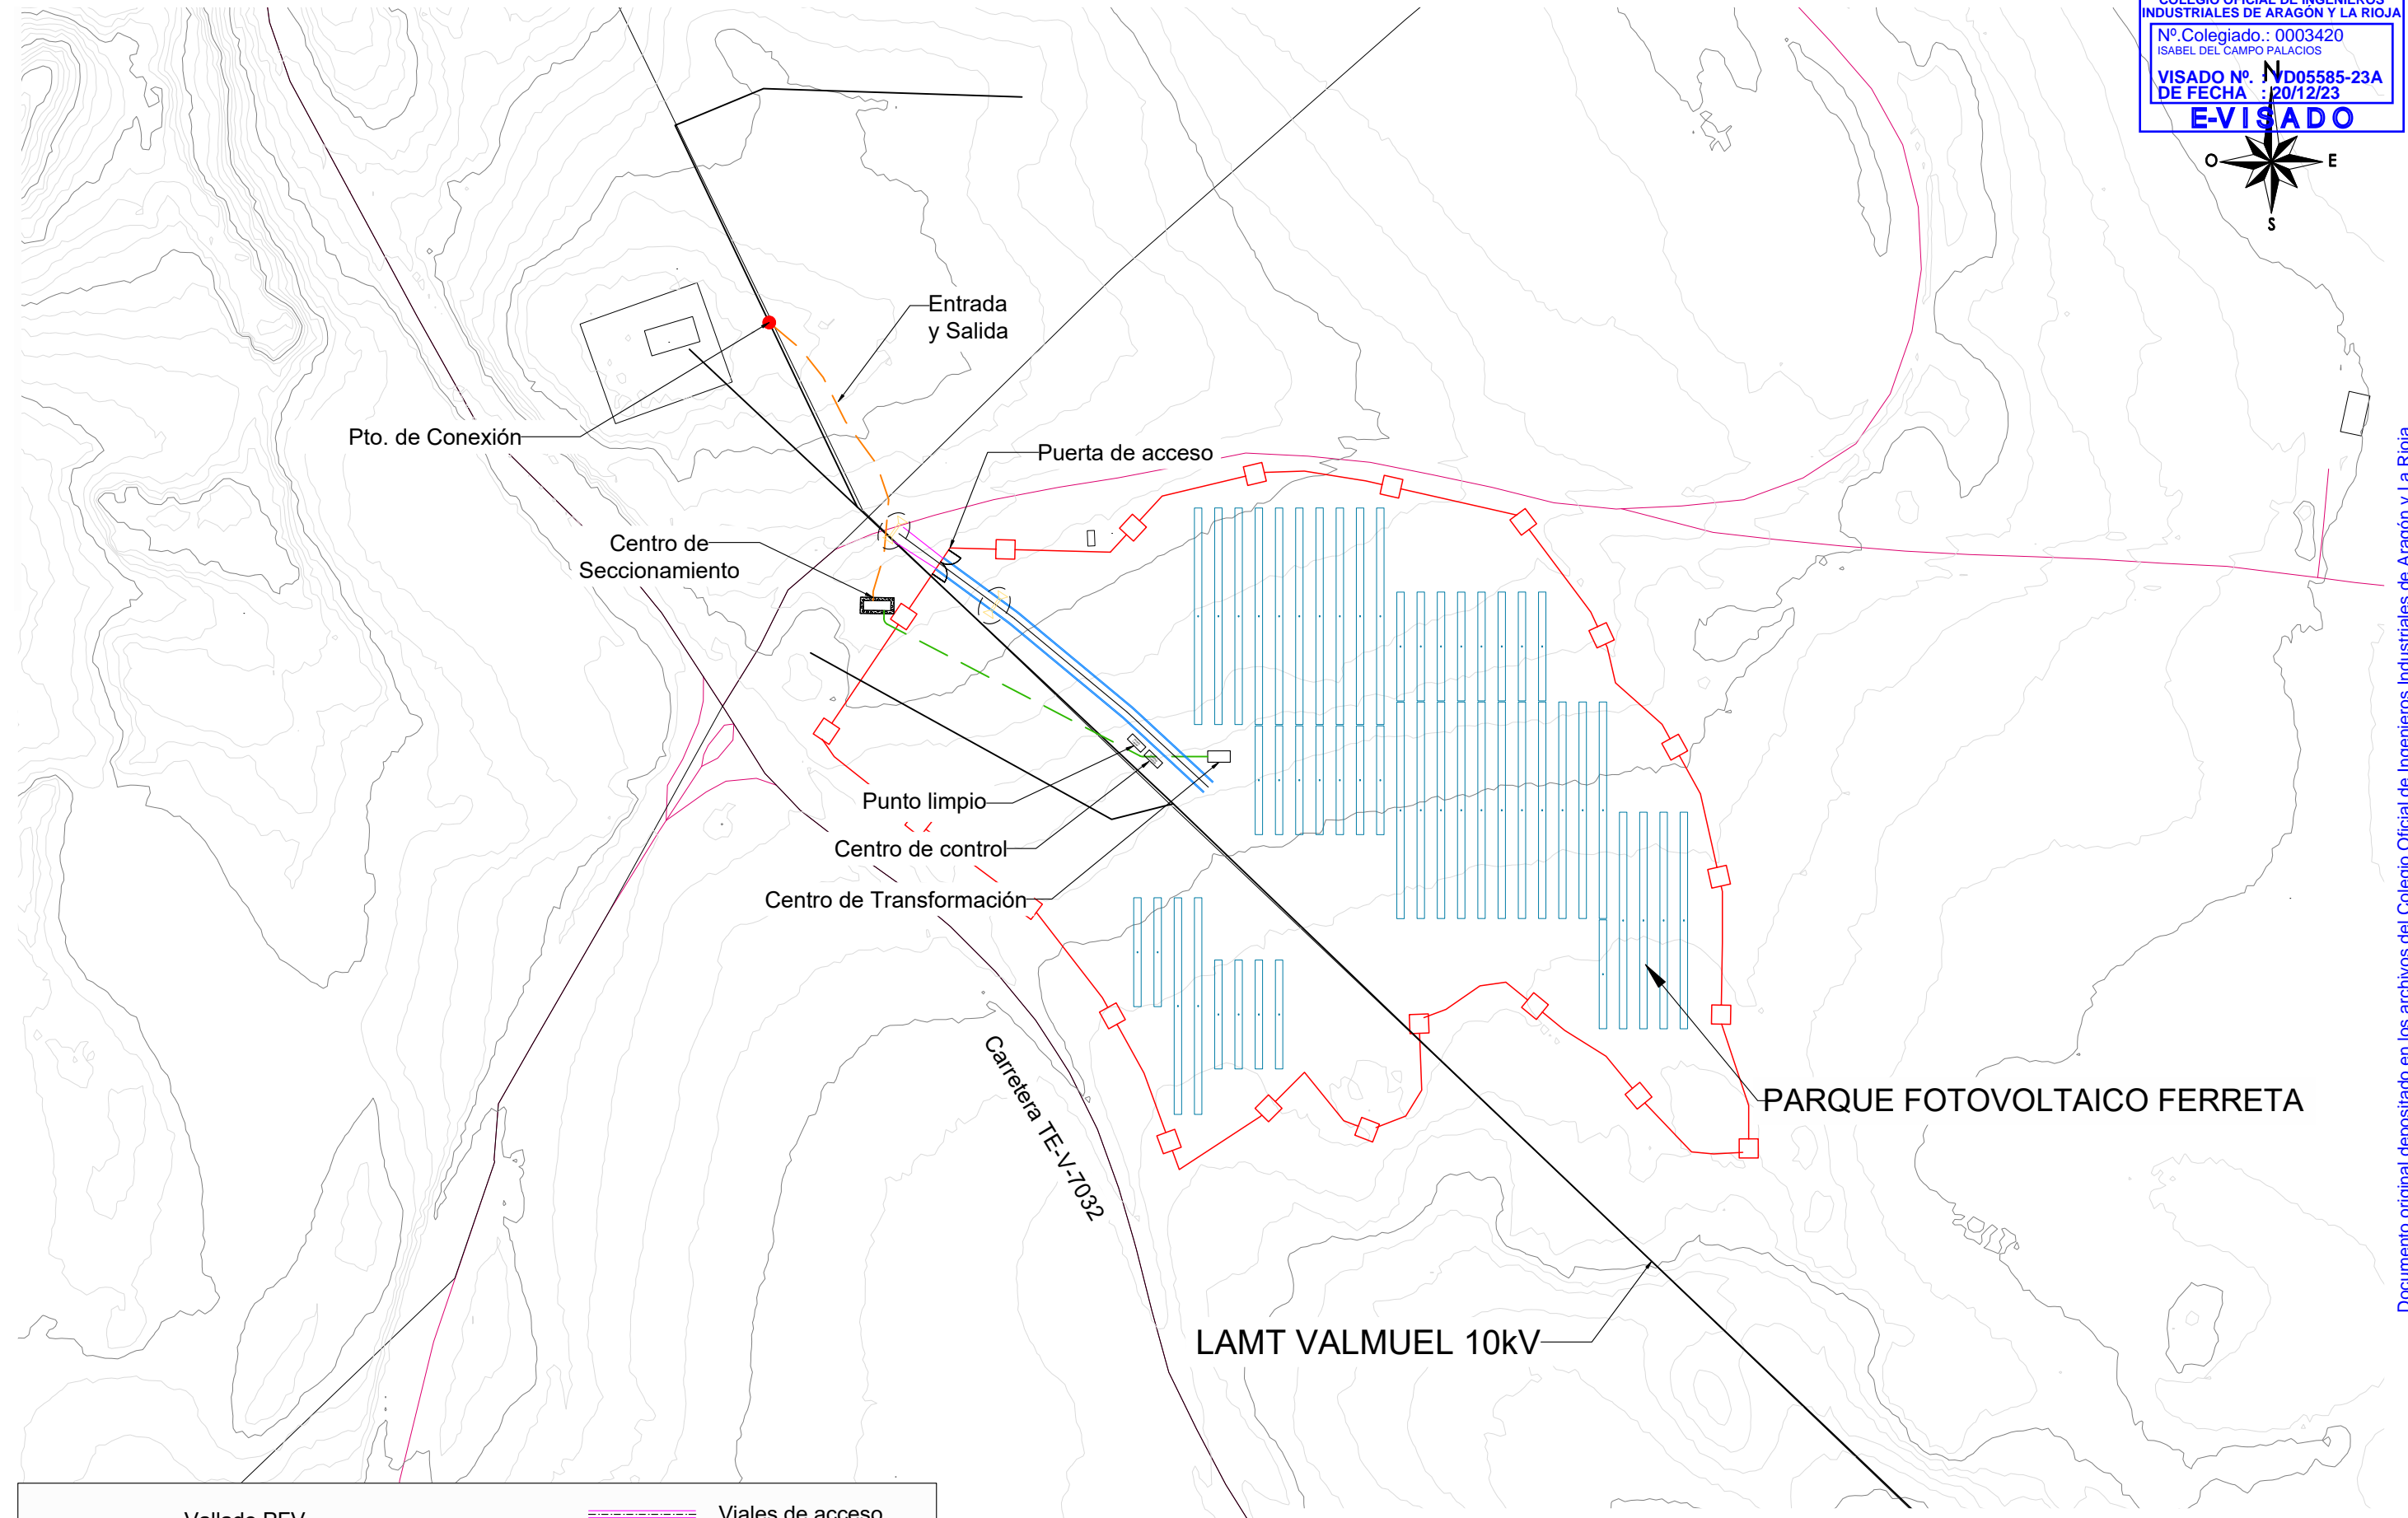 COLEGIO OFICIAL DE INGENIEROS
INDUSTRIALES DE ARAGÓN Y LA RIOJA
Nº.Colegiado.: 0003420
ISABEL DEL CAMPO PALACIOS
VISADO Nº. : VD05585-23A
DE FECHA : 20/12/23
E-VISADO
N
O
E
S
Entrada
y Salida
Pto. de Conexión
Puerta de acceso
Centro de
Seccionamiento
Punto limpio
Centro de control
Centro de Transformación
Carretera TE-V-7032
PARQUE FOTOVOLTAICO FERRETA
LAMT VALMUEL 10kV
Vallado PFV
Viales de acceso
Documento original depositado en los archivos del Colegio Oficial de Ingenieros Industriales de Aragón y La Rioja